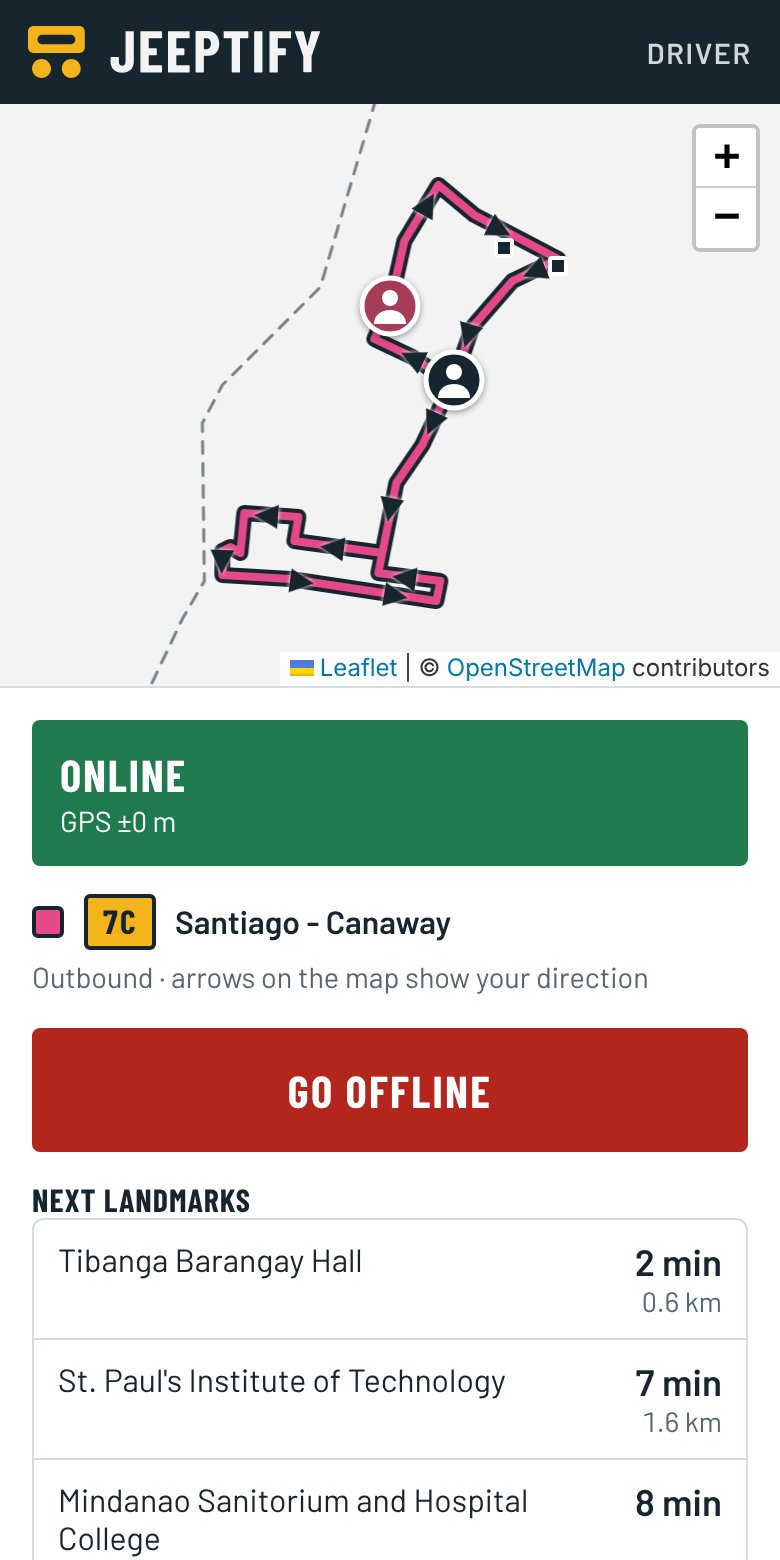 JEEPTIFY
DRIVER
+
−
Leaflet | © OpenStreetMap contributors
ONLINE
GPS ±0 m
7C Santiago - Canaway
Outbound · arrows on the map show your direction
GO OFFLINE
NEXT LANDMARKS
Tibanga Barangay Hall
2 min
0.6 km
St. Paul's Institute of Technology
7 min
1.6 km
Mindanao Sanitorium and Hospital
College
8 min